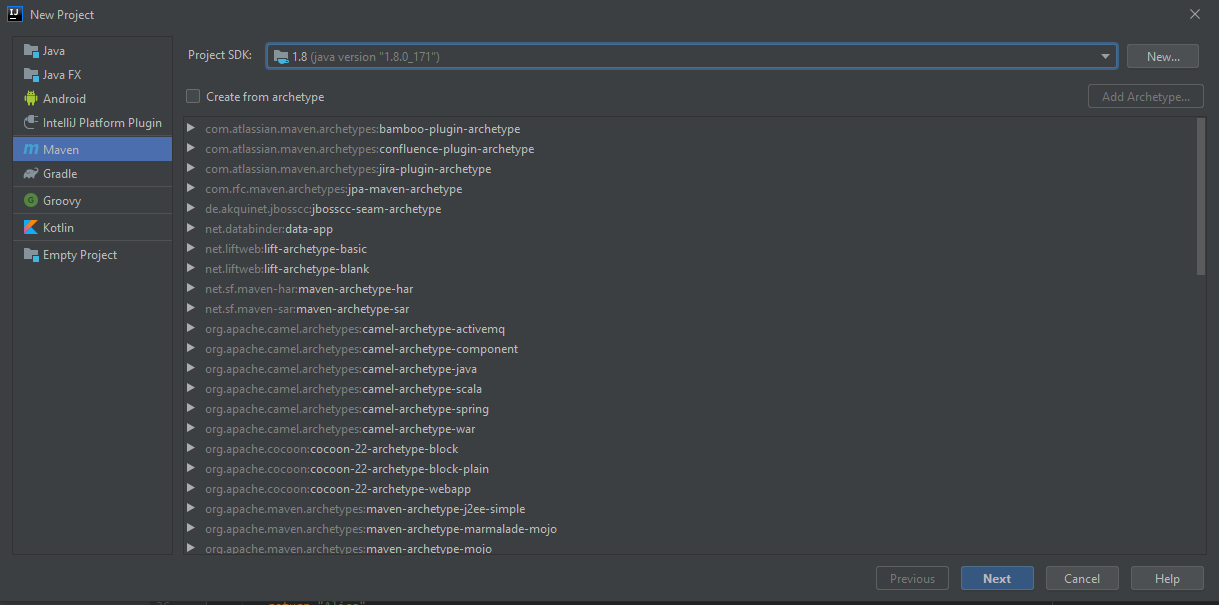 New Project
Java
Java FX
Android
IntelliJ Platform Plugin
Maven
Gradle
Groovy
Kotlin
Empty Project
Project SDK:
1.8 (java version "1.8.0_171")
New...
Create from archetype
Add Archetype...
com.atlassian.maven.archetypes:bamboo-plugin-archetype
com.atlassian.maven.archetypes:confluence-plugin-archetype
com.atlassian.maven.archetypes:jira-plugin-archetype
com.rfc.maven.archetypes:jpa-maven-archetype
de.akquinet.jbosscc:jbosscc-seam-archetype
net.databinder:data-app
net.liftweb:lift-archetype-basic
net.liftweb:lift-archetype-blank
net.sf.maven-har:maven-archetype-har
net.sf.maven-sar:maven-archetype-sar
org.apache.camel.archetypes:camel-archetype-activemq
org.apache.camel.archetypes:camel-archetype-component
org.apache.camel.archetypes:camel-archetype-java
org.apache.camel.archetypes:camel-archetype-scala
org.apache.camel.archetypes:camel-archetype-spring
org.apache.camel.archetypes:camel-archetype-war
org.apache.cocoon:cocoon-22-archetype-block
org.apache.cocoon:cocoon-22-archetype-block-plain
org.apache.cocoon:cocoon-22-archetype-webapp
org.apache.maven.archetypes:maven-archetype-j2ee-simple
org.apache.maven.archetypes:maven-archetype-marmalade-mojo
org.apache.maven.archetypes:maven-archetype-mojo
Previous
Next
Cancel
Help